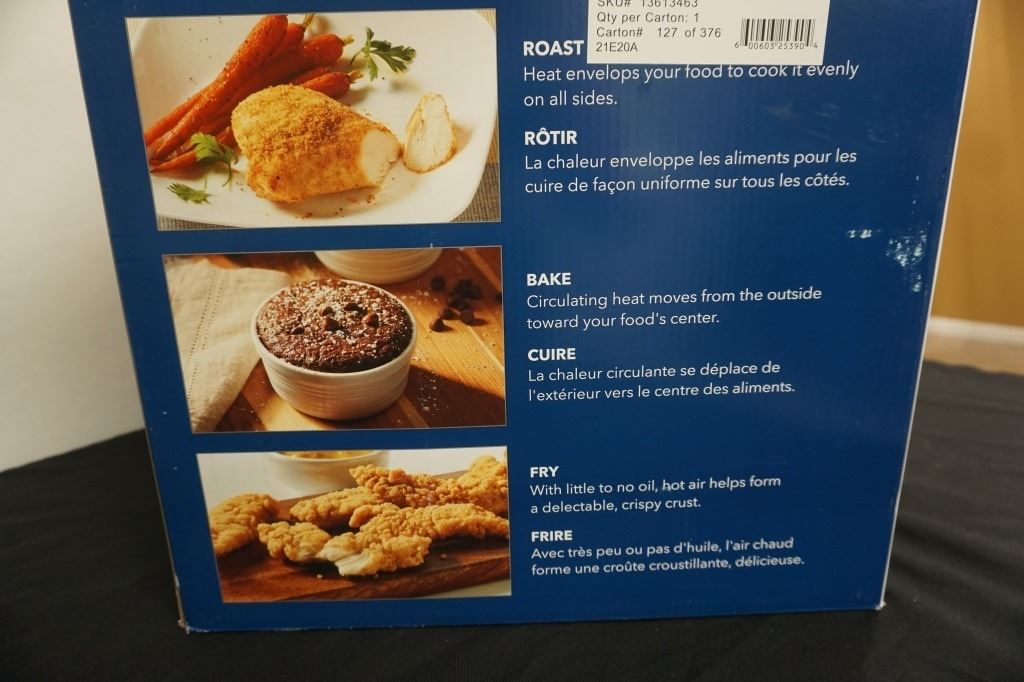 SKU# 13613463
Qty per Carton: 1
Carton# 127 of 376
21E20A
6 00603 25390 4
ROAST
Heat envelops your food to cook it evenly
on all sides.
RÔTIR
La chaleur enveloppe les aliments pour les
cuire de façon uniforme sur tous les côtés.
BAKE
Circulating heat moves from the outside
toward your food's center.
CUIRE
La chaleur circulante se déplace de
l'extérieur vers le centre des aliments.
FRY
With little to no oil, hot air helps form
a delectable, crispy crust.
FRIRE
Avec très peu ou pas d'huile, l'air chaud
forme une croûte croustillante, délicieuse.